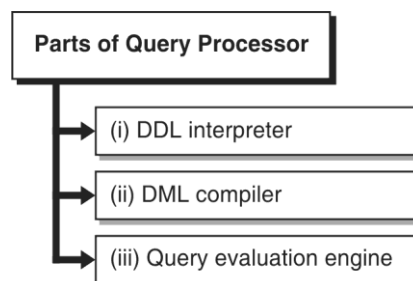 Parts of Query Processor
(i) DDL interpreter
(ii) DML compiler
(iii) Query evaluation engine